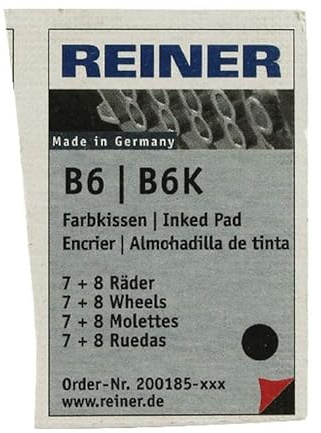 REINER
Made in Germany
B6 | B6K
Farbkissen | Inked Pad
Encrier | Almohadilla de tinta
7 + 8 Räder
7 + 8 Wheels
7 + 8 Molettes
7 + 8 Ruedas
Order-Nr. 200185-xxx
www.reiner.de